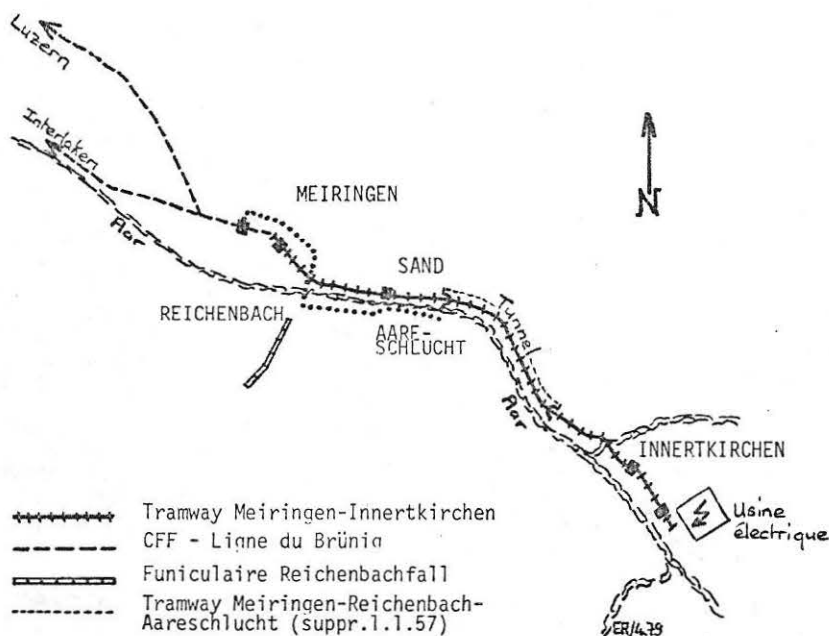 Luzern
Interlaken
MEIRINGEN
N
SAND
Aar
REICHENBACH
AARE-
SCHLUCHT
Tunnel
Aar
INNERTKIRCHEN
Usine
électrique
Tramway Meiringen-Innertkirchen
CFF - Ligne du Brünig
Funiculaire Reichenbachfall
Tramway Meiringen-Reichenbach-
Aareschlucht (suppr.1.1.57)
ER/4.79